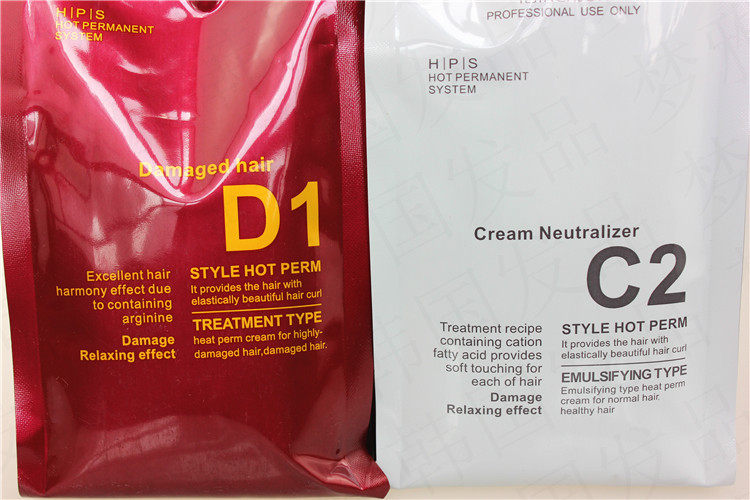 H|P|S
HOT PERMANENT
SYSTEM
Damaged hair
D1
Excellent hair
harmony effect due
to containing
arginine
Damage
Relaxing effect
STYLE HOT PERM
It provides the hair with
elastically beautiful hair curl
TREATMENT TYPE
heat perm cream for highly-
damaged hair,damaged hair.
PROFESSIONAL USE ONLY
H|P|S
HOT PERMANENT
SYSTEM
Cream Neutralizer
C2
Treatment recipe
containing cation
fatty acid provides
soft touching for
each of hair
Damage
Relaxing effect
STYLE HOT PERM
It provides the hair with
elastically beautiful hair curl
EMULSIFYING TYPE
Emulsifying type heat perm
cream for normal hair,
healthy hair